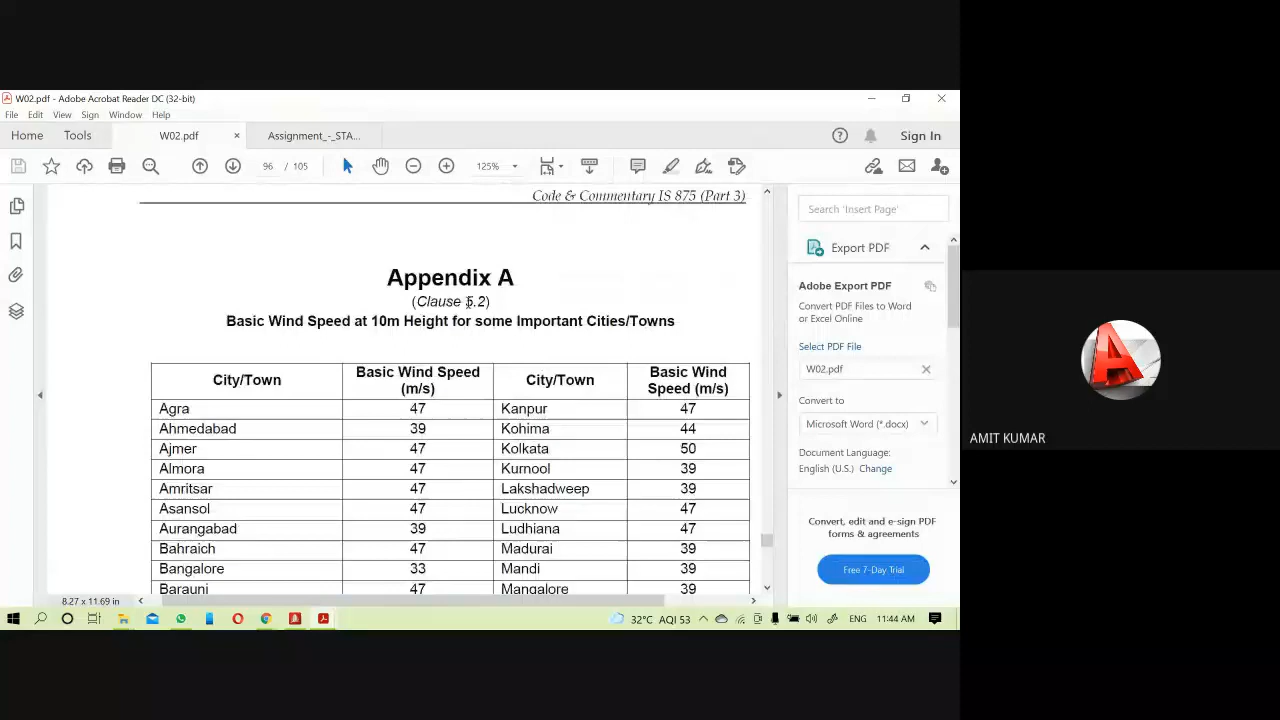 W02.pdf - Adobe Acrobat Reader DC (32-bit)
File Edit View Sign Window Help
Home Tools W02.pdf × Assignment_-_STA... Sign In
96 / 105 125%
Code & Commentary IS 875 (Part 3)
Appendix A
(Clause 5.2)
Basic Wind Speed at 10m Height for some Important Cities/Towns
City/Town Basic Wind Speed (m/s) City/Town Basic Wind Speed (m/s)
Agra 47 Kanpur 47
Ahmedabad 39 Kohima 44
Ajmer 47 Kolkata 50
Almora 47 Kurnool 39
Amritsar 47 Lakshadweep 39
Asansol 47 Lucknow 47
Aurangabad 39 Ludhiana 47
Bahraich 47 Madurai 39
Bangalore 33 Mandi 39
Barauni 47 Mangalore 39
8.27 x 11.69 in
Search 'Insert Page'
Export PDF
Adobe Export PDF
Convert PDF Files to Word
or Excel Online
Select PDF File
W02.pdf
Convert to
Microsoft Word (*.docx)
Document Language:
English (U.S.) Change
Convert, edit and e-sign PDF
forms & agreements
Free 7-Day Trial
32°C AQI 53 ENG 11:44 AM
AMIT KUMAR